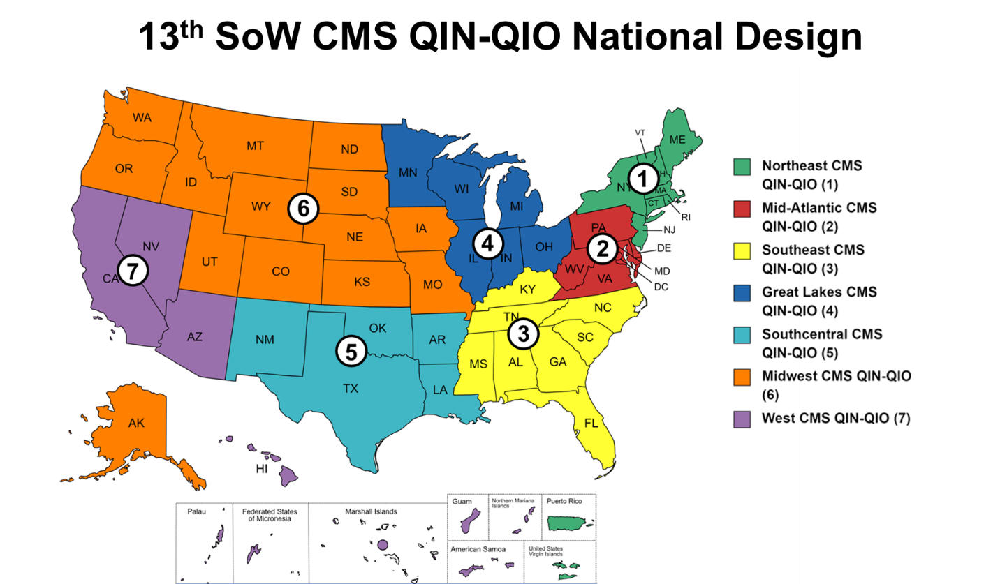 13th SoW CMS QIN-QIO National Design
WA
OR
ID
MT
ND
SD
WY
6
NE
IA
UT
CO
KS
MO
NV
CA
7
AZ
NM
OK
5
TX
AR
LA
MN
WI
MI
4
IL
IN
OH
KY
TN
3
NC
SC
MS
AL
GA
FL
VT
ME
1
NY
MA
CT
RI
NJ
PA
2
WV
VA
DE
MD
DC
AK
HI
Northeast CMS
QIN-QIO (1)
Mid-Atlantic CMS
QIN-QIO (2)
Southeast CMS
QIN-QIO (3)
Great Lakes CMS
QIN-QIO (4)
Southcentral CMS
QIN-QIO (5)
Midwest CMS QIN-QIO
(6)
West CMS QIN-QIO (7)
Palau
Federated States
of Micronesia
Marshall Islands
Guam
Northern Mariana
Islands
Puerto Rico
American Samoa
United States
Virgin Islands